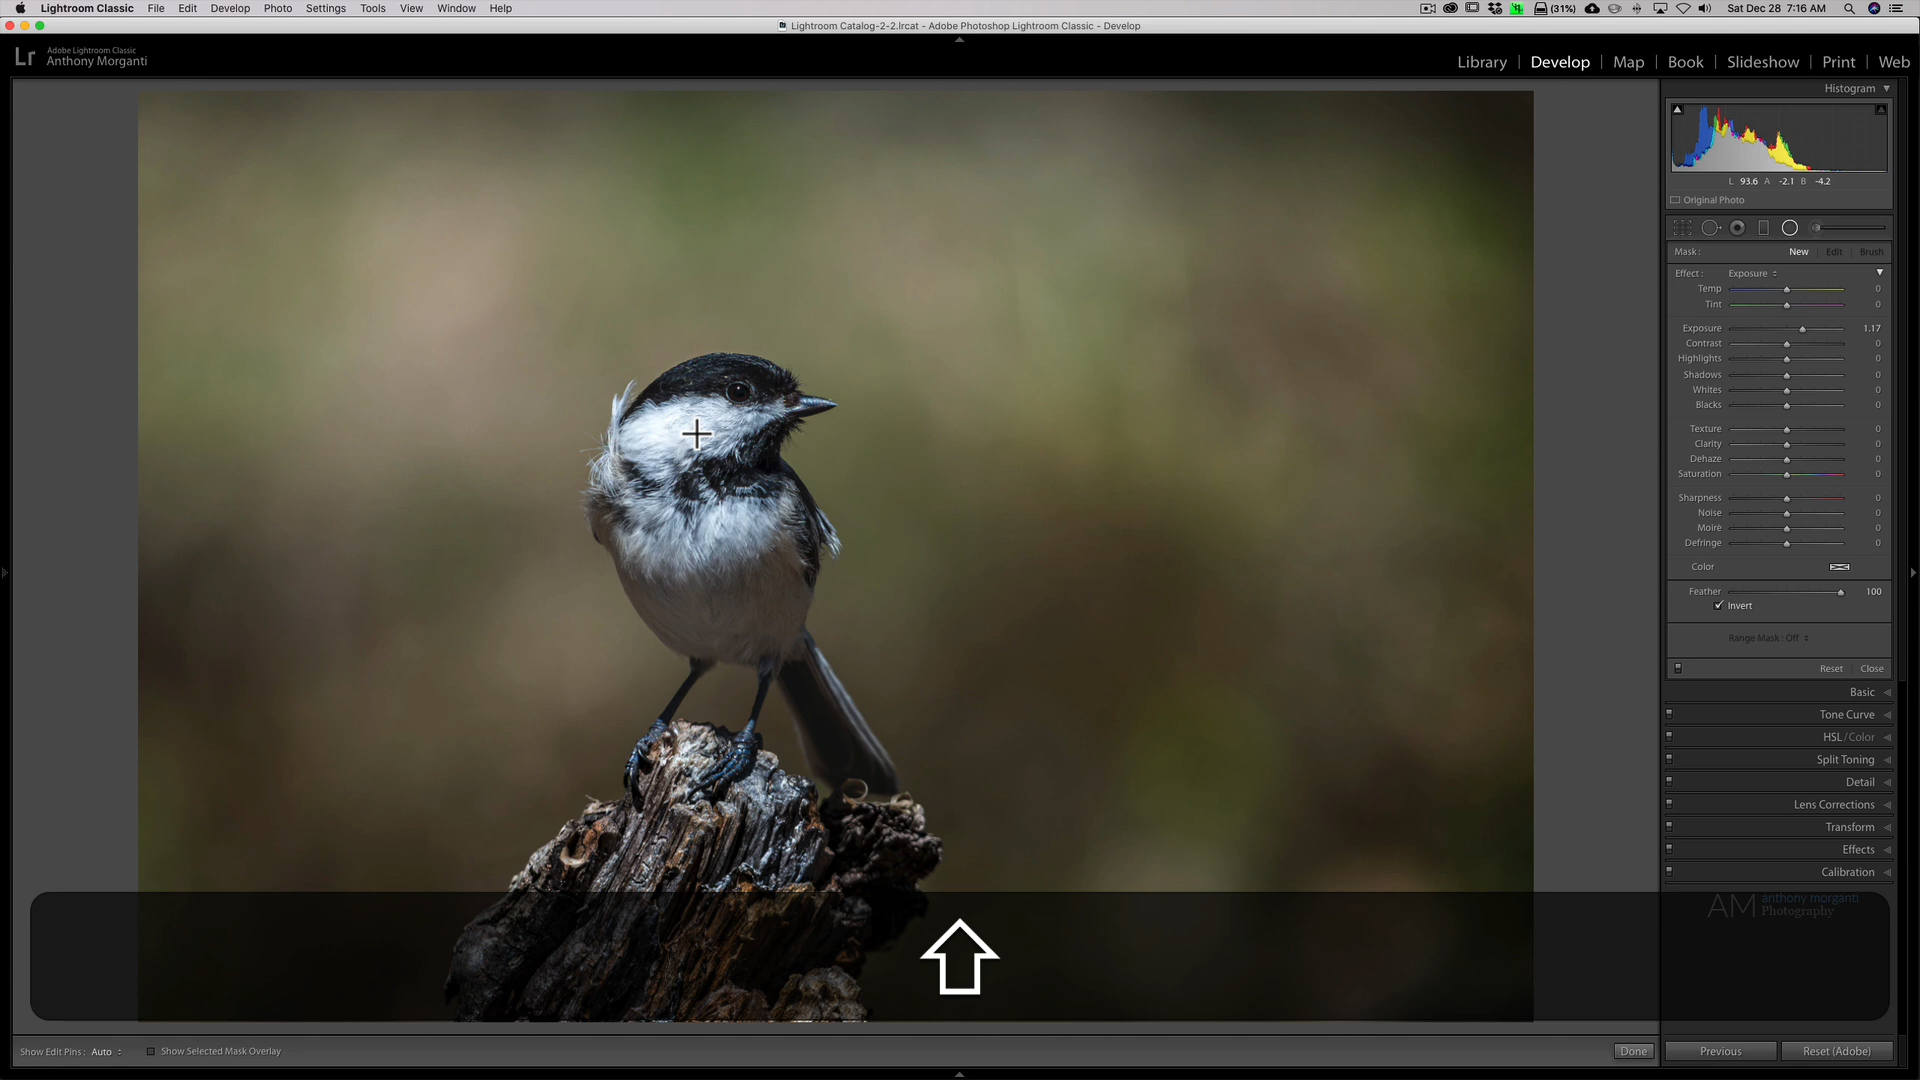 Lightroom Classic File Edit Develop Photo Settings Tools View Window Help (31%) Sat Dec 28 7:16 AM
Lightroom Catalog-2-2.lrcat - Adobe Photoshop Lightroom Classic - Develop
Lr
Adobe Lightroom Classic
Anthony Morganti
Library | Develop | Map | Book | Slideshow | Print | Web
Histogram
L 93.6 A -2.1 B -4.2
Original Photo
Mask : New Edit Brush
Effect : Exposure
Temp 0
Tint 0
Exposure 1.17
Contrast 0
Highlights 0
Shadows 0
Whites 0
Blacks 0
Texture 0
Clarity 0
Dehaze 0
Saturation 0
Sharpness 0
Noise 0
Moiré 0
Defringe 0
Color
Feather 100
Invert
Range Mask : Off
Reset Close
Basic
Tone Curve
HSL / Color
Split Toning
Detail
Lens Corrections
Transform
Effects
Calibration
AM anthony morganti
Photography
Show Edit Pins : Auto Show Selected Mask Overlay Done Previous Reset (Adobe)